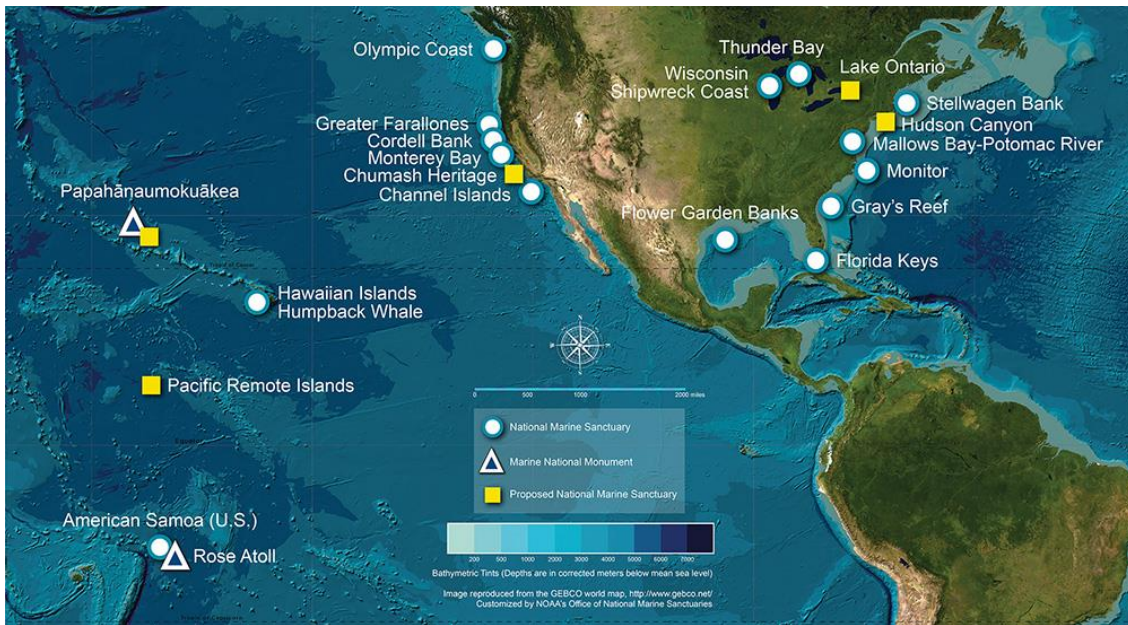 Olympic Coast
Thunder Bay
Wisconsin
Shipwreck Coast
Lake Ontario
Stellwagen Bank
Hudson Canyon
Mallows Bay-Potomac River
Monitor
Gray's Reef
Florida Keys
Flower Garden Banks
Greater Farallones
Cordell Bank
Monterey Bay
Chumash Heritage
Channel Islands
Papahānaumokuākea
Hawaiian Islands
Humpback Whale
Pacific Remote Islands
American Samoa (U.S.)
Rose Atoll
N
0 500 1000 2000 miles
National Marine Sanctuary
Marine National Monument
Proposed National Marine Sanctuary
200 500 1000 2000 3000 4000 5000 6000 7000
Bathymetric Tints (Depths are in corrected meters below mean sea level)
Image reproduced from the GEBCO world map, http://www.gebco.net/
Customized by NOAA's Office of National Marine Sanctuaries